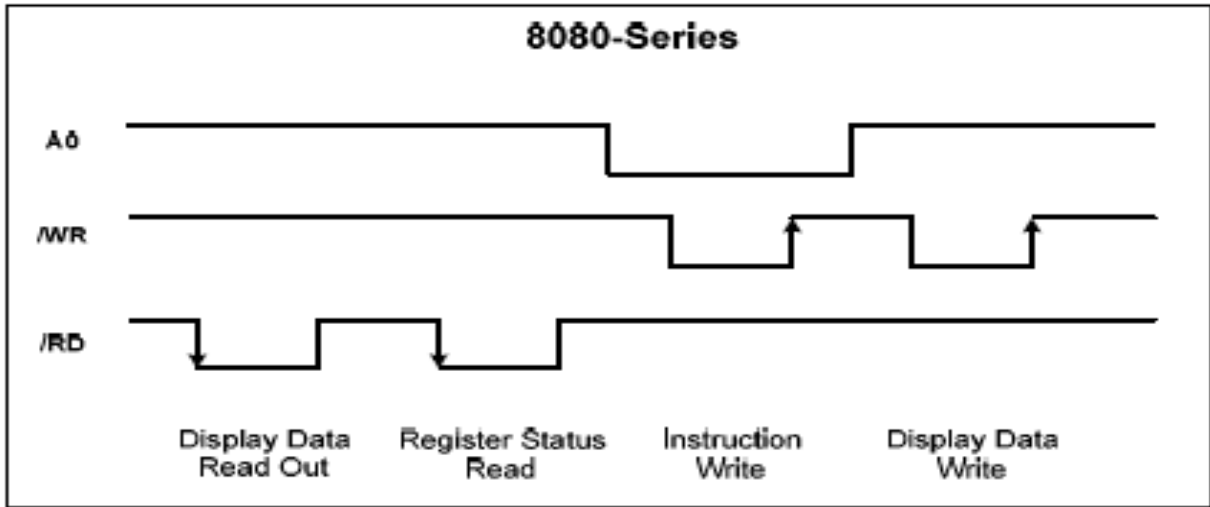 8080-Series
A0
/WR
/RD
Display Data
Read Out
Register Status
Read
Instruction
Write
Display Data
Write